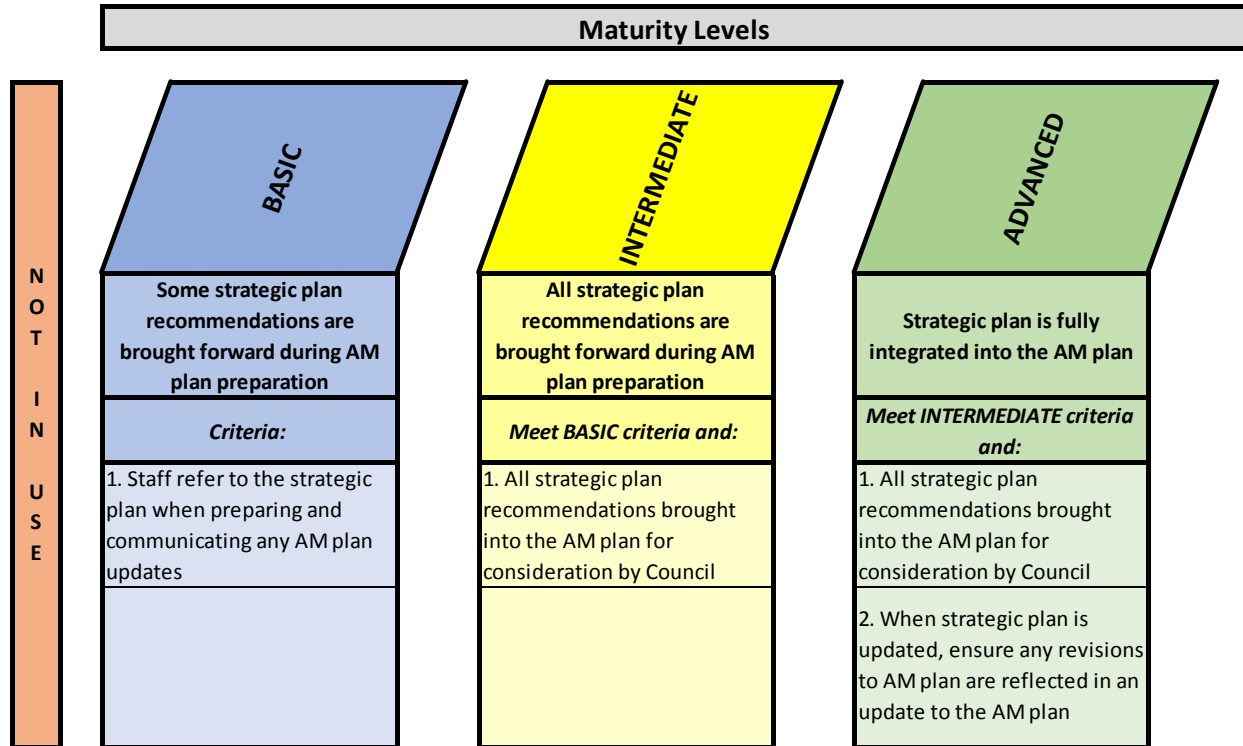 Maturity Levels
NOT IN USE
BASIC
Some strategic plan
recommendations are
brought forward during AM
plan preparation
Criteria:
1. Staff refer to the strategic
plan when preparing and
communicating any AM plan
updates
INTERMEDIATE
All strategic plan
recommendations are
brought forward during AM
plan preparation
Meet BASIC criteria and:
1. All strategic plan
recommendations brought
into the AM plan for
consideration by Council
ADVANCED
Strategic plan is fully
integrated into the AM plan
Meet INTERMEDIATE criteria
and:
1. All strategic plan
recommendations brought
into the AM plan for
consideration by Council
2. When strategic plan is
updated, ensure any revisions
to AM plan are reflected in an
update to the AM plan